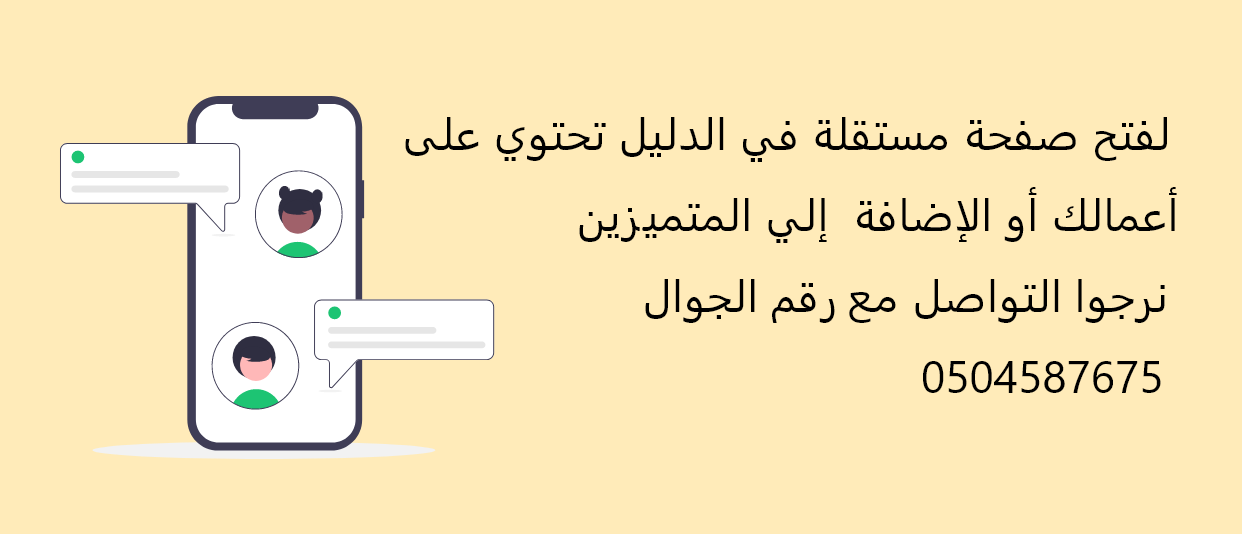 لفتح صفحة مستقلة في الدليل تحتوي على
أعمالك أو الإضافة إلي المتميزين
نرجوا التواصل مع رقم الجوال
0504587675